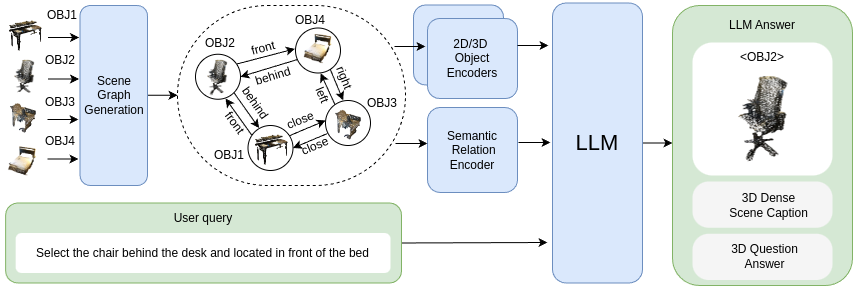 OBJ1
OBJ2
OBJ3
OBJ4
Scene
Graph
Generation
OBJ2
OBJ4
OBJ3
OBJ1
front
behind
right
left
behind
front
close
close
2D/3D
Object
Encoders
Semantic
Relation
Encoder
LLM
LLM Answer
<OBJ2>
3D Dense
Scene Caption
3D Question
Answer
User query
Select the chair behind the desk and located in front of the bed